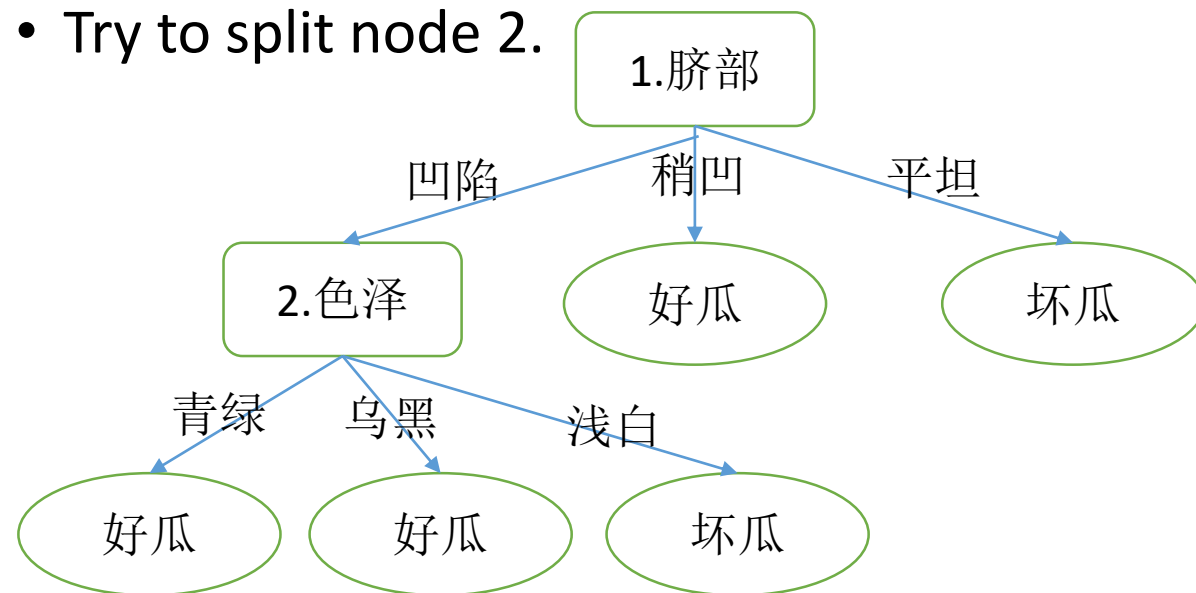 • Try to split node 2.
1.脐部
凹陷
稍凹
平坦
2.色泽
好瓜
坏瓜
青绿
乌黑
浅白
好瓜
好瓜
坏瓜